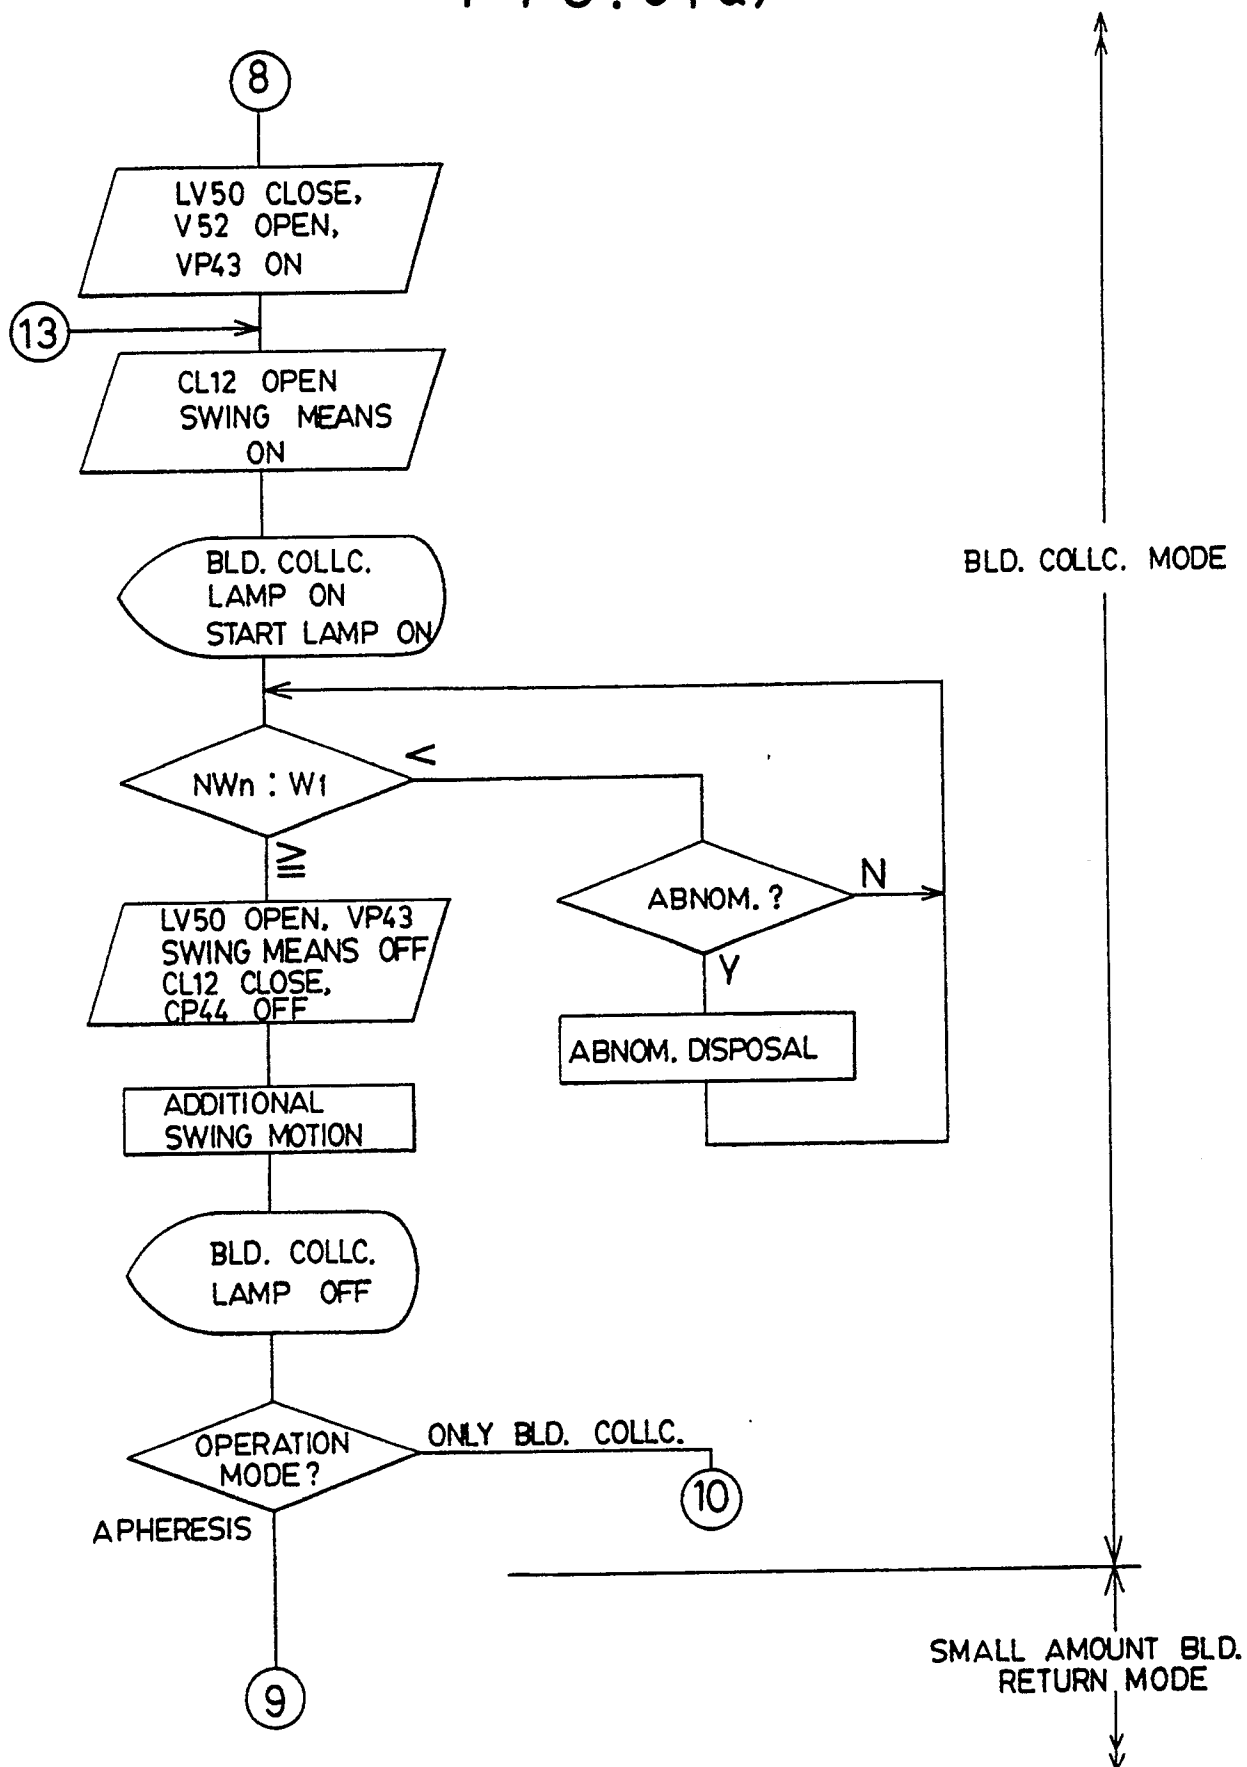 8
LV50 CLOSE,
V52 OPEN,
VP43 ON
13
CL12 OPEN
SWING MEANS
ON
BLD. COLLC.
LAMP ON
START LAMP ON
BLD. COLLC. MODE
NWn : W1
<
≧
ABNOM. ?
N
Y
LV50 OPEN, VP43
SWING MEANS OFF
CL12 CLOSE,
CP44 OFF
ABNOM. DISPOSAL
ADDITIONAL
SWING MOTION
BLD. COLLC.
LAMP OFF
OPERATION
MODE?
ONLY BLD. COLLC.
10
APHERESIS
9
SMALL AMOUNT BLD.
RETURN MODE